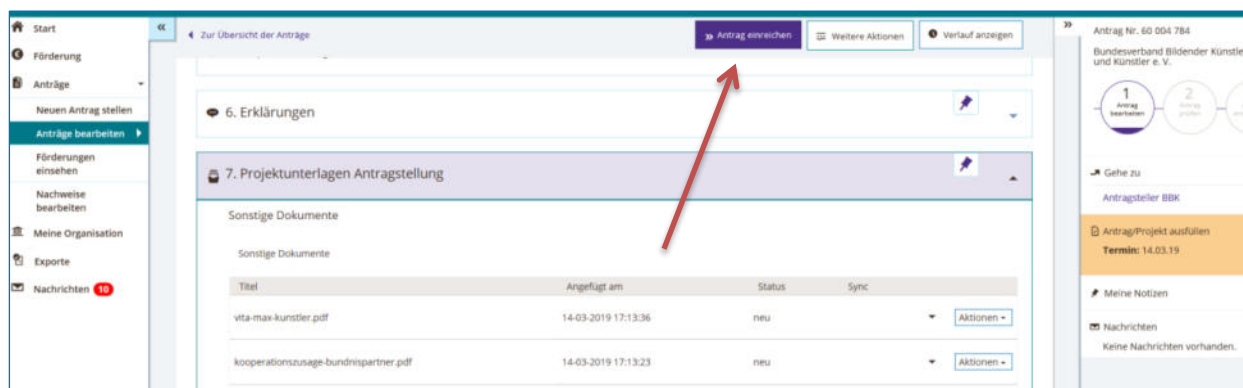 Start
Förderung
Anträge
Neuen Antrag stellen
Anträge bearbeiten
Förderungen
einsehen
Nachweise
bearbeiten
Meine Organisation
Exporte
Nachrichten 10
Zur Übersicht der Anträge
Antrag einreichen
Weitere Aktionen
Verlauf anzeigen
6. Erklärungen
7. Projektunterlagen Antragstellung
Sonstige Dokumente
Sonstige Dokumente
Titel Angefügt am Status Sync
vita-max-kunstler.pdf 14-03-2019 17:13:36 neu Aktionen
kooperationszusage-bundnispartner.pdf 14-03-2019 17:13:23 neu Aktionen
Antrag Nr. 60 004 784
Bundesverband Bildender Künstle
und Künstler e. V.
1
Antrag
bearbeiten
2
Antrag
prüfen
Gehe zu
Antragsteller BBK
Antrag/Projekt ausfüllen
Termin: 14.03.19
Meine Notizen
Nachrichten
Keine Nachrichten vorhanden.